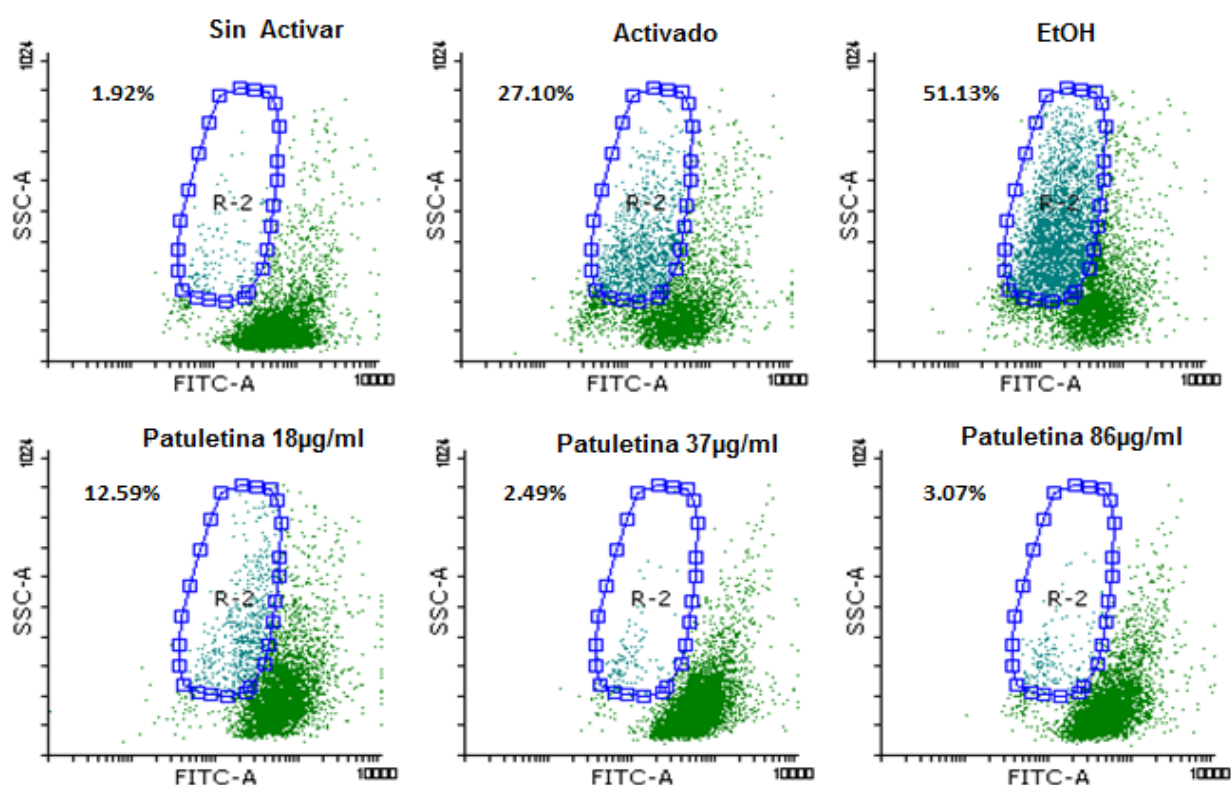 Sin Activar
1024
1.92%
R-2
SSC-A
FITC-A
10000
Activado
1024
27.10%
R-2
SSC-A
FITC-A
10000
EtOH
1024
51.13%
R-2
SSC-A
FITC-A
10000
Patuletina 18µg/ml
1024
12.59%
R-2
SSC-A
FITC-A
10000
Patuletina 37µg/ml
1024
2.49%
R-2
SSC-A
FITC-A
10000
Patuletina 86µg/ml
1024
3.07%
R-2
SSC-A
FITC-A
10000